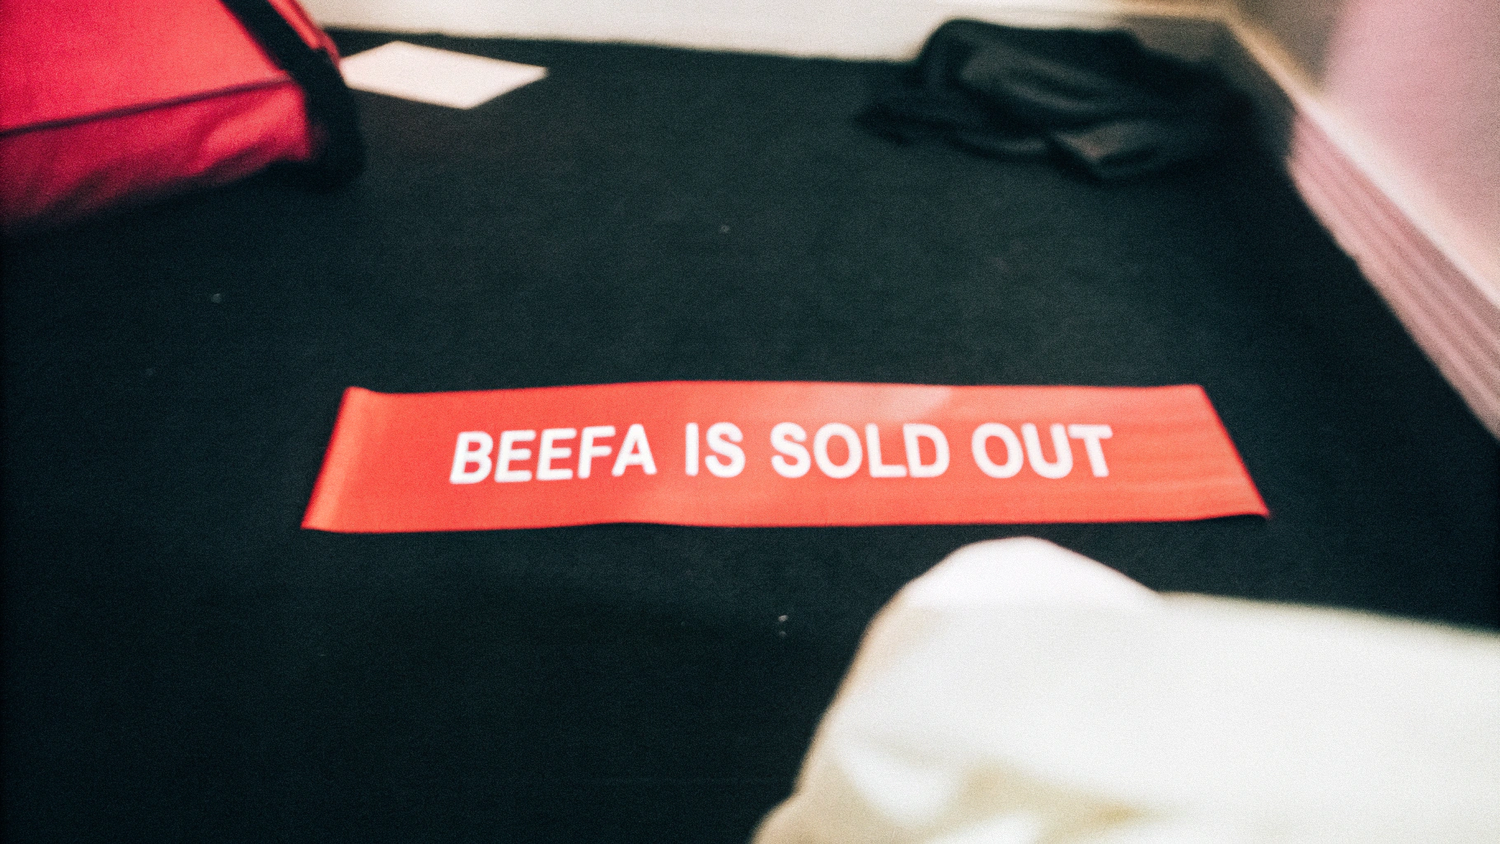 BEEFA IS SOLD OUT